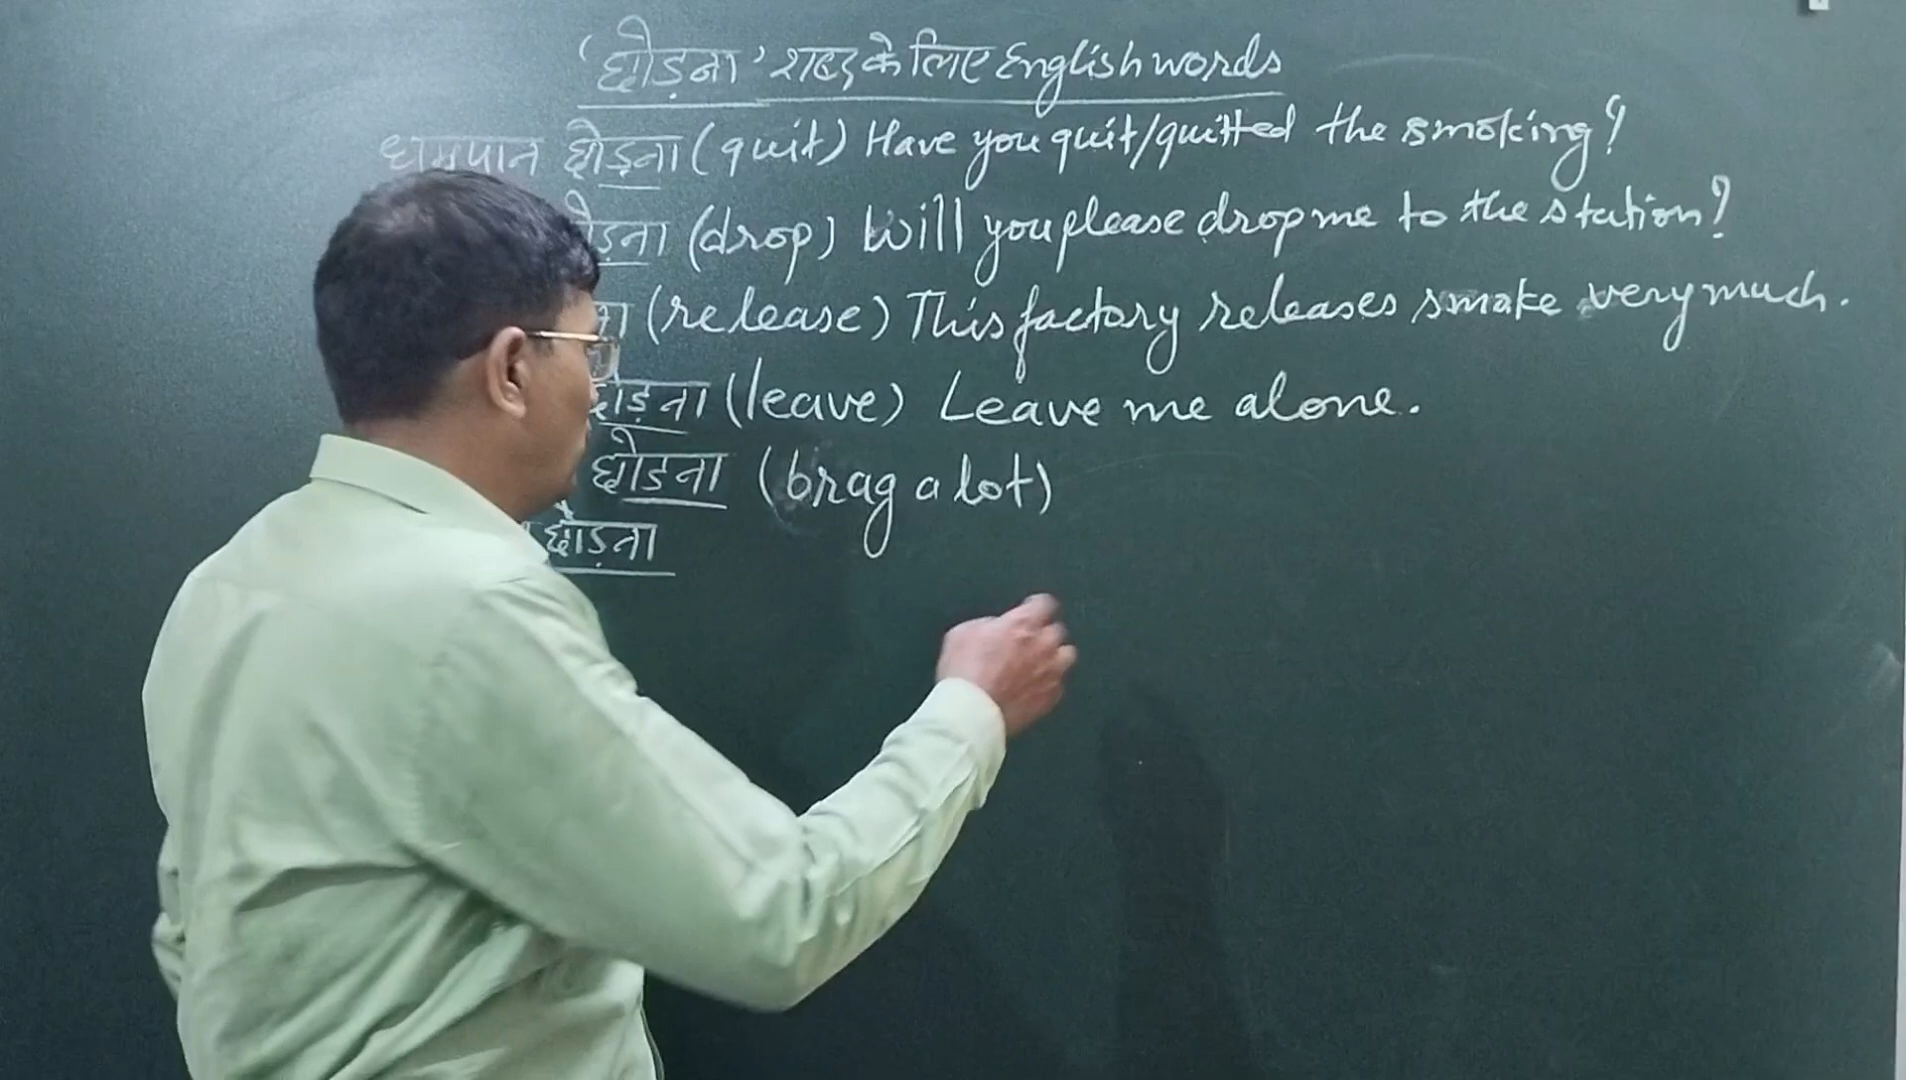 'छोड़ना' शब्द के लिए English words
धुम्रपान छोड़ना (quit) Have you quit/quitted the smoking?
ड़ना (drop) Will you please drop me to the station?
ना (release) This factory releases smoke very much.
छोड़ना (leave) Leave me alone.
छोडना (brag a lot)
छोड़ना